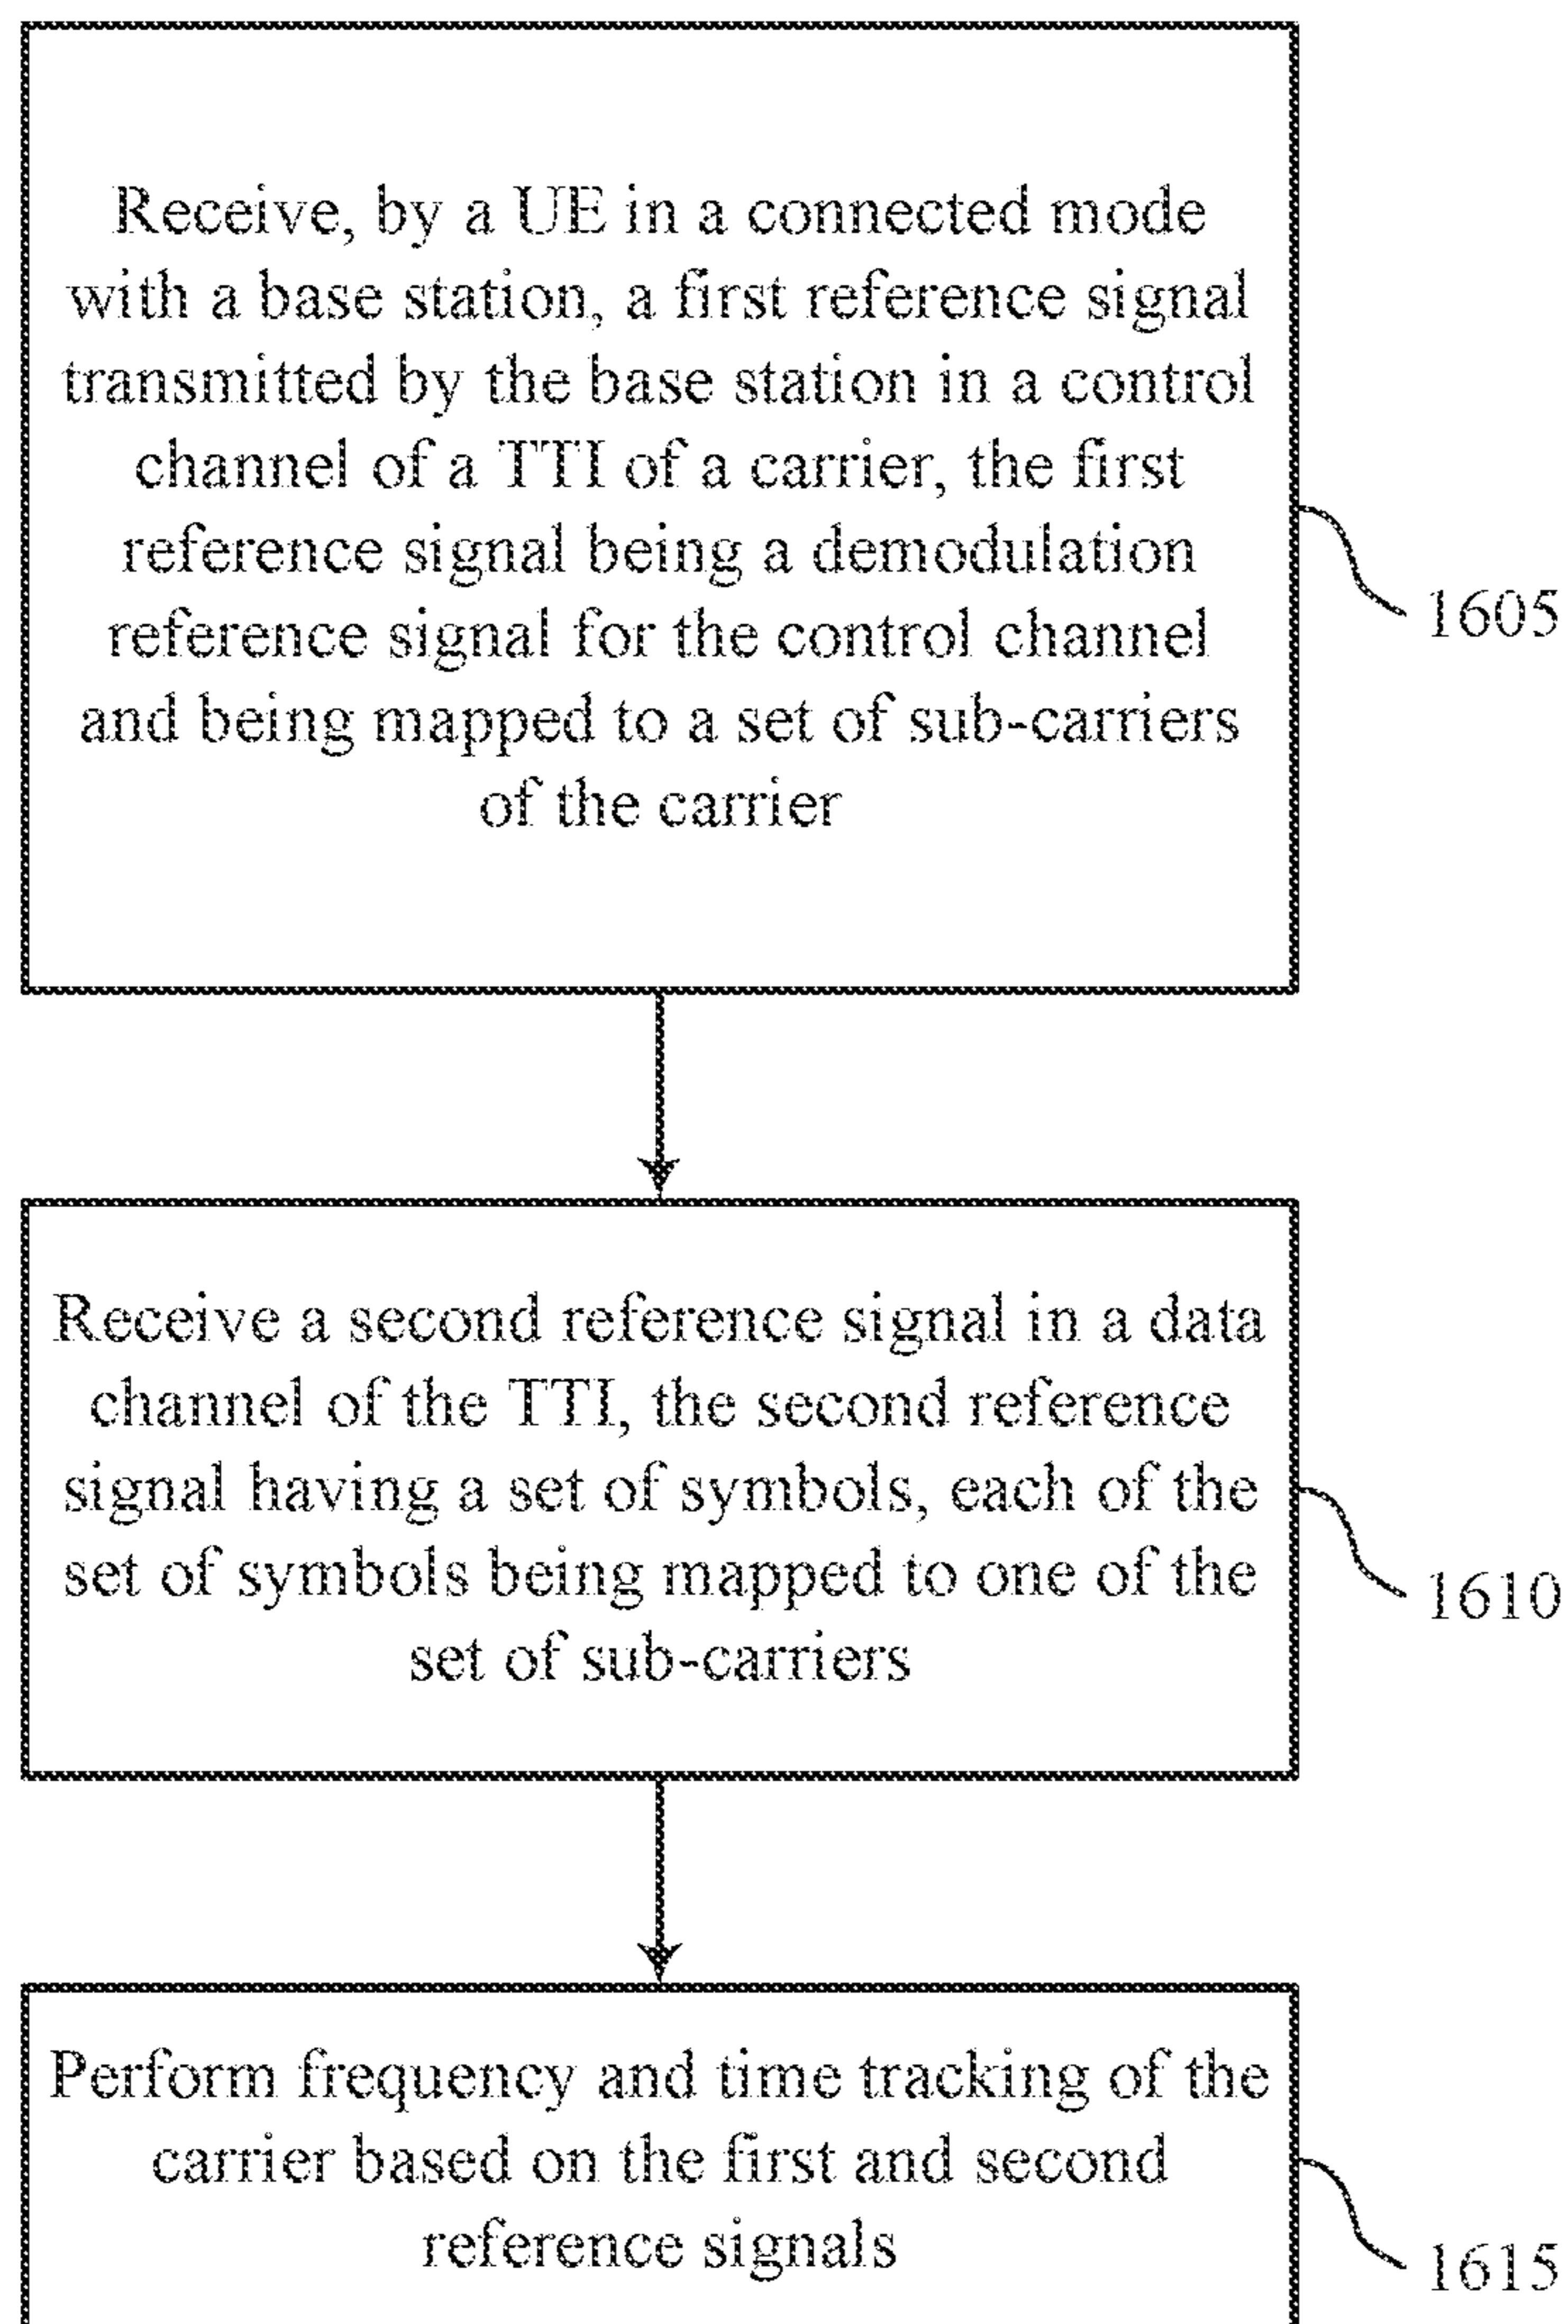 Receive, by a UE in a connected mode
with a base station, a first reference signal
transmitted by the base station in a control
channel of a TTI of a carrier, the first
reference signal being a demodulation
reference signal for the control channel
and being mapped to a set of sub-carriers
of the carrier
1605
Receive a second reference signal in a data
channel of the TTI, the second reference
signal having a set of symbols, each of the
set of symbols being mapped to one of the
set of sub-carriers
1610
Perform frequency and time tracking of the
carrier based on the first and second
reference signals
1615